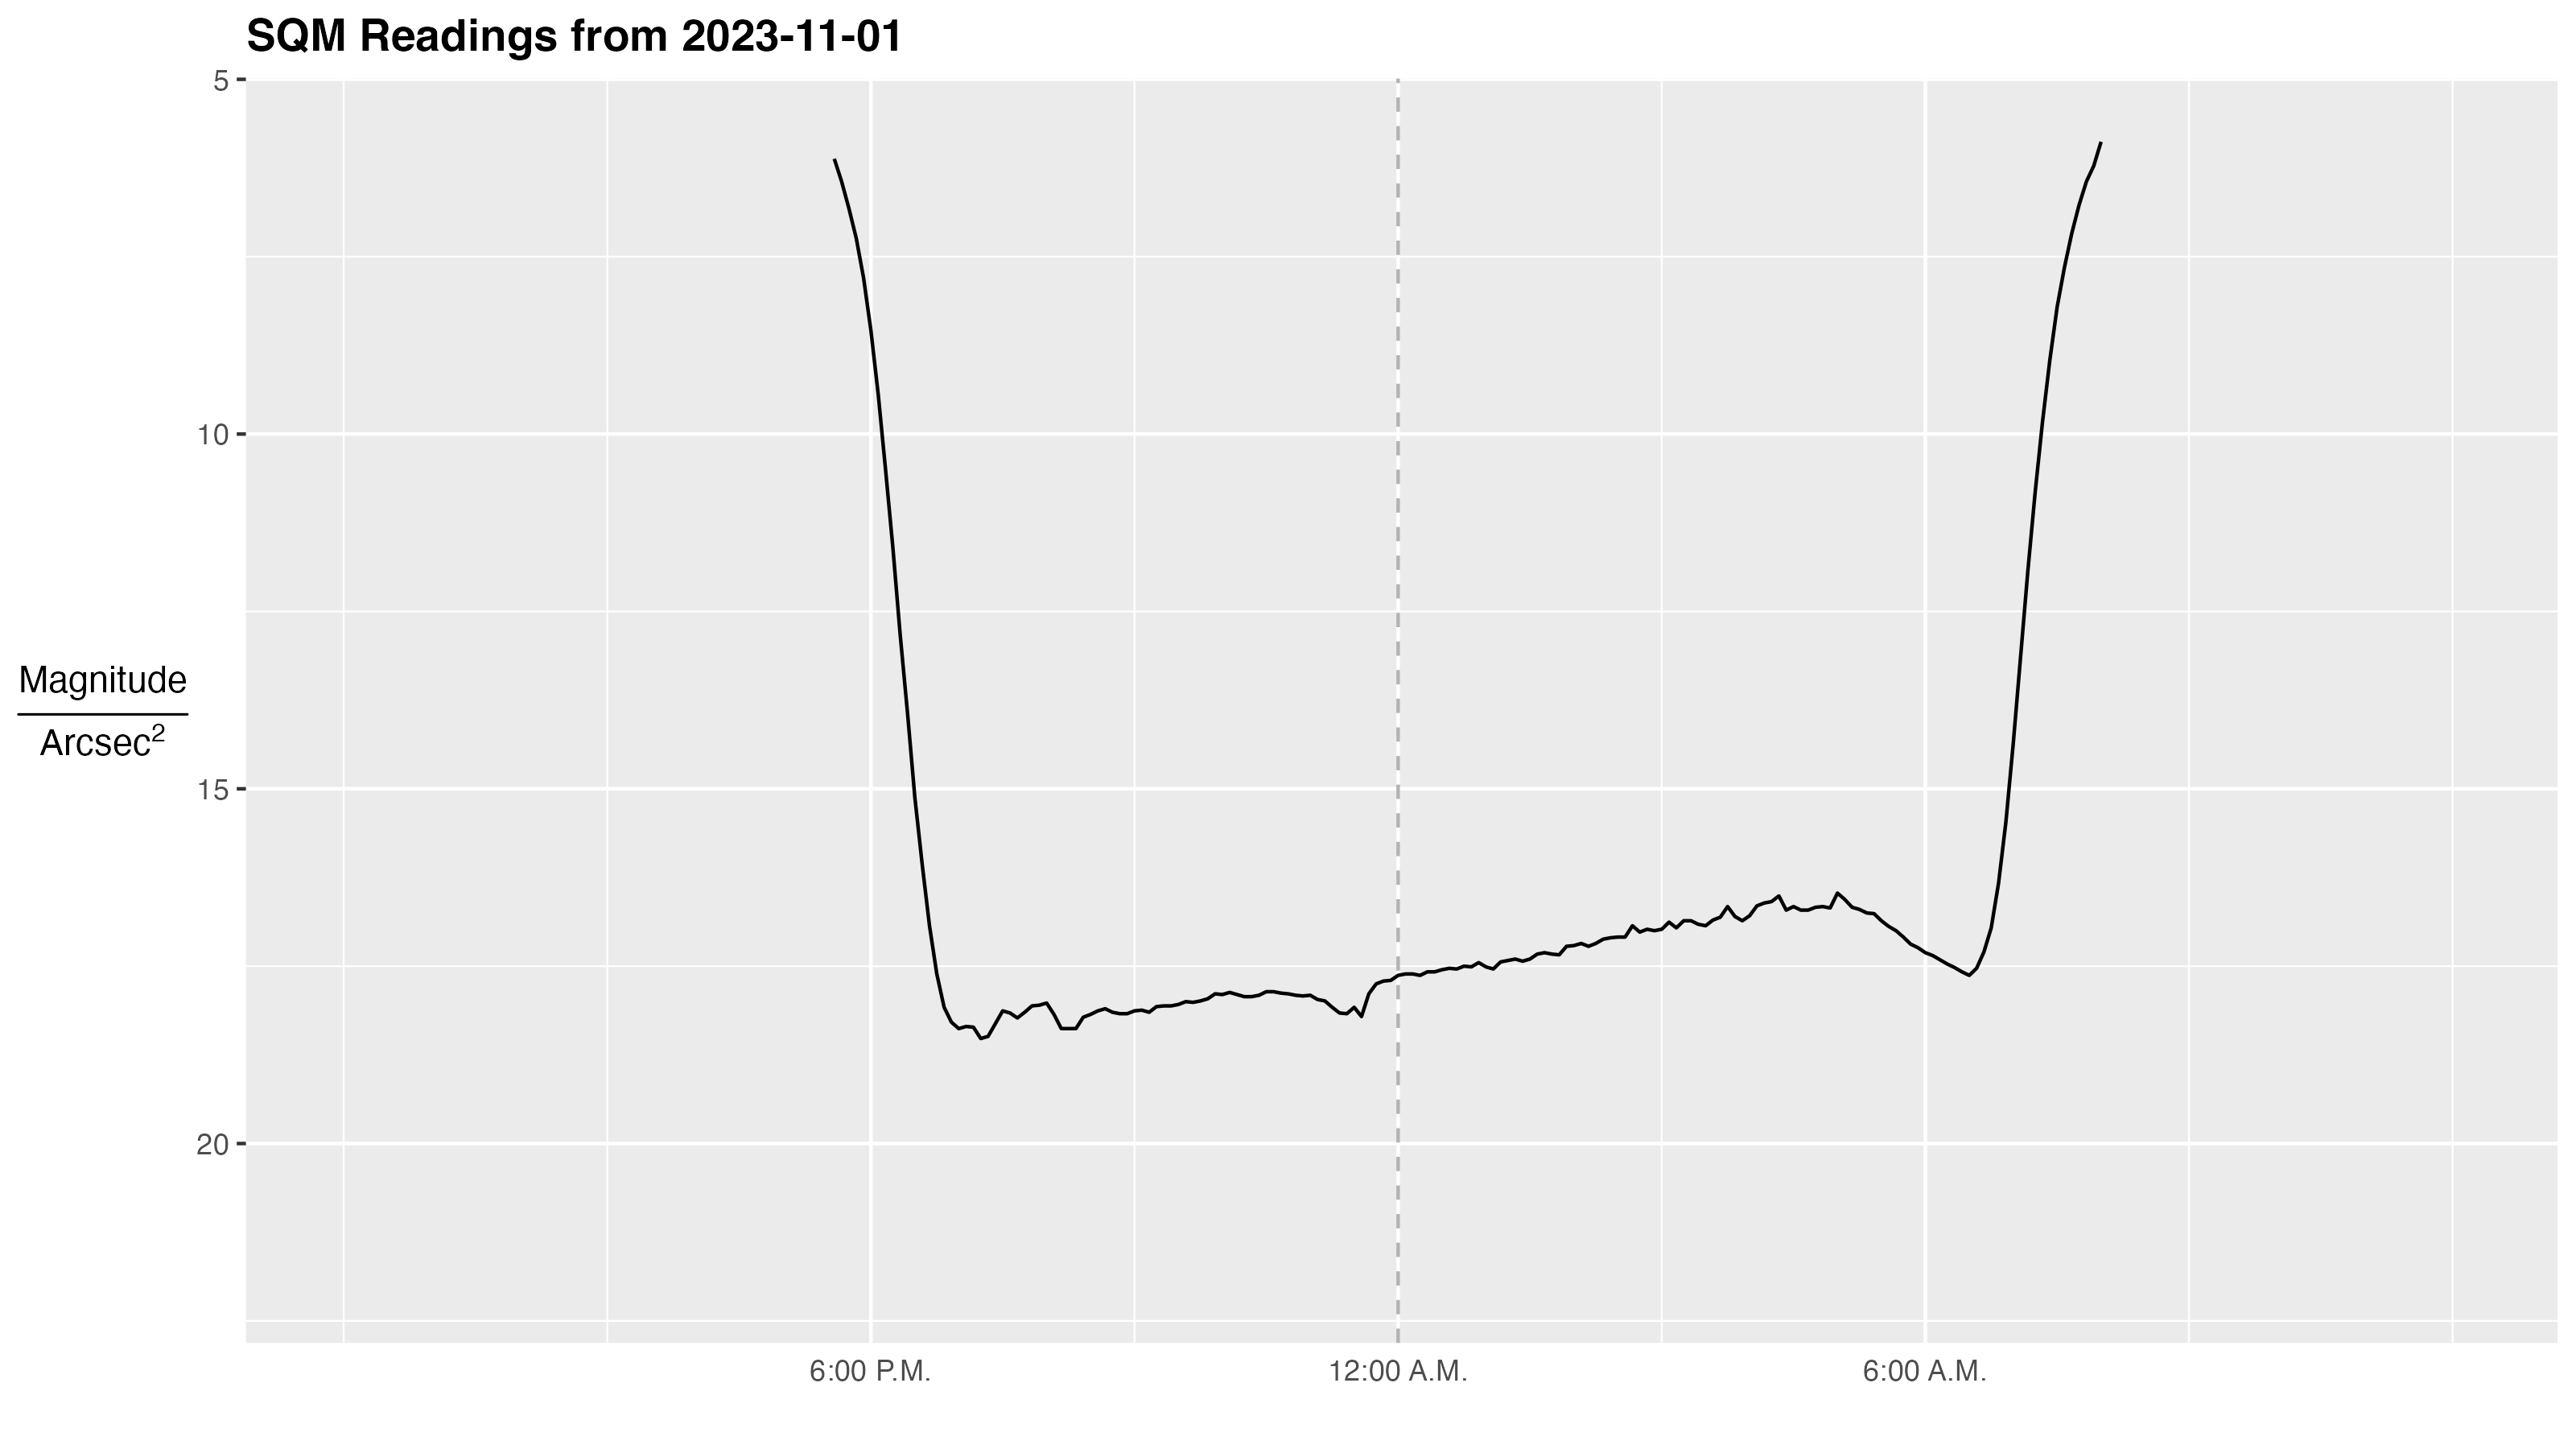 SQM Readings from 2023-11-01
5
10
15
20
Magnitude
Arcsec²
6:00 P.M.
12:00 A.M.
6:00 A.M.